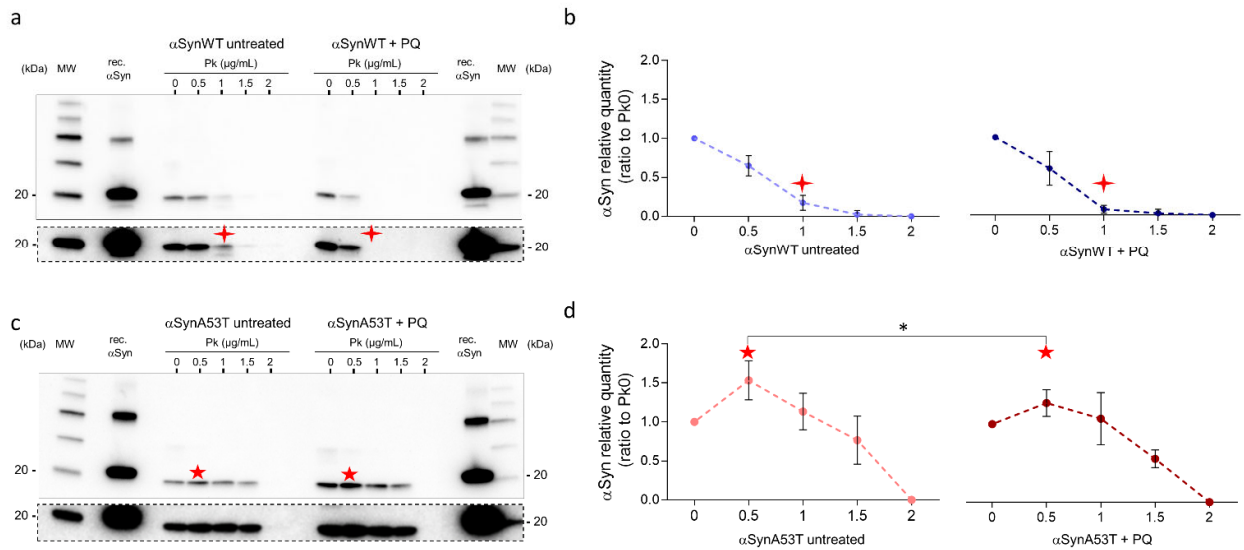 a
αSynWT untreated
αSynWT + PQ
(kDa)
MW
rec.
αSyn
Pk (µg/mL)
Pk (µg/mL)
rec.
αSyn
MW
(kDa)
0 0.5 1 1.5 2
0 0.5 1 1.5 2
20 -
- 20
20 -
- 20
b
αSyn relative quantity
(ratio to Pk0)
2.0
1.5
1.0
0.5
0.0
0 0.5 1 1.5 2
0 0.5 1 1.5 2
αSynWT untreated
αSynWT + PQ
c
αSynA53T untreated
αSynA53T + PQ
(kDa)
MW
rec.
αSyn
Pk (µg/mL)
Pk (µg/mL)
rec.
αSyn
MW
(kDa)
0 0.5 1 1.5 2
0 0.5 1 1.5 2
20 -
- 20
20 -
- 20
d
*
αSyn relative quantity
(ratio to Pk0)
2.0
1.5
1.0
0.5
0.0
0 0.5 1 1.5 2
0 0.5 1 1.5 2
αSynA53T untreated
αSynA53T + PQ